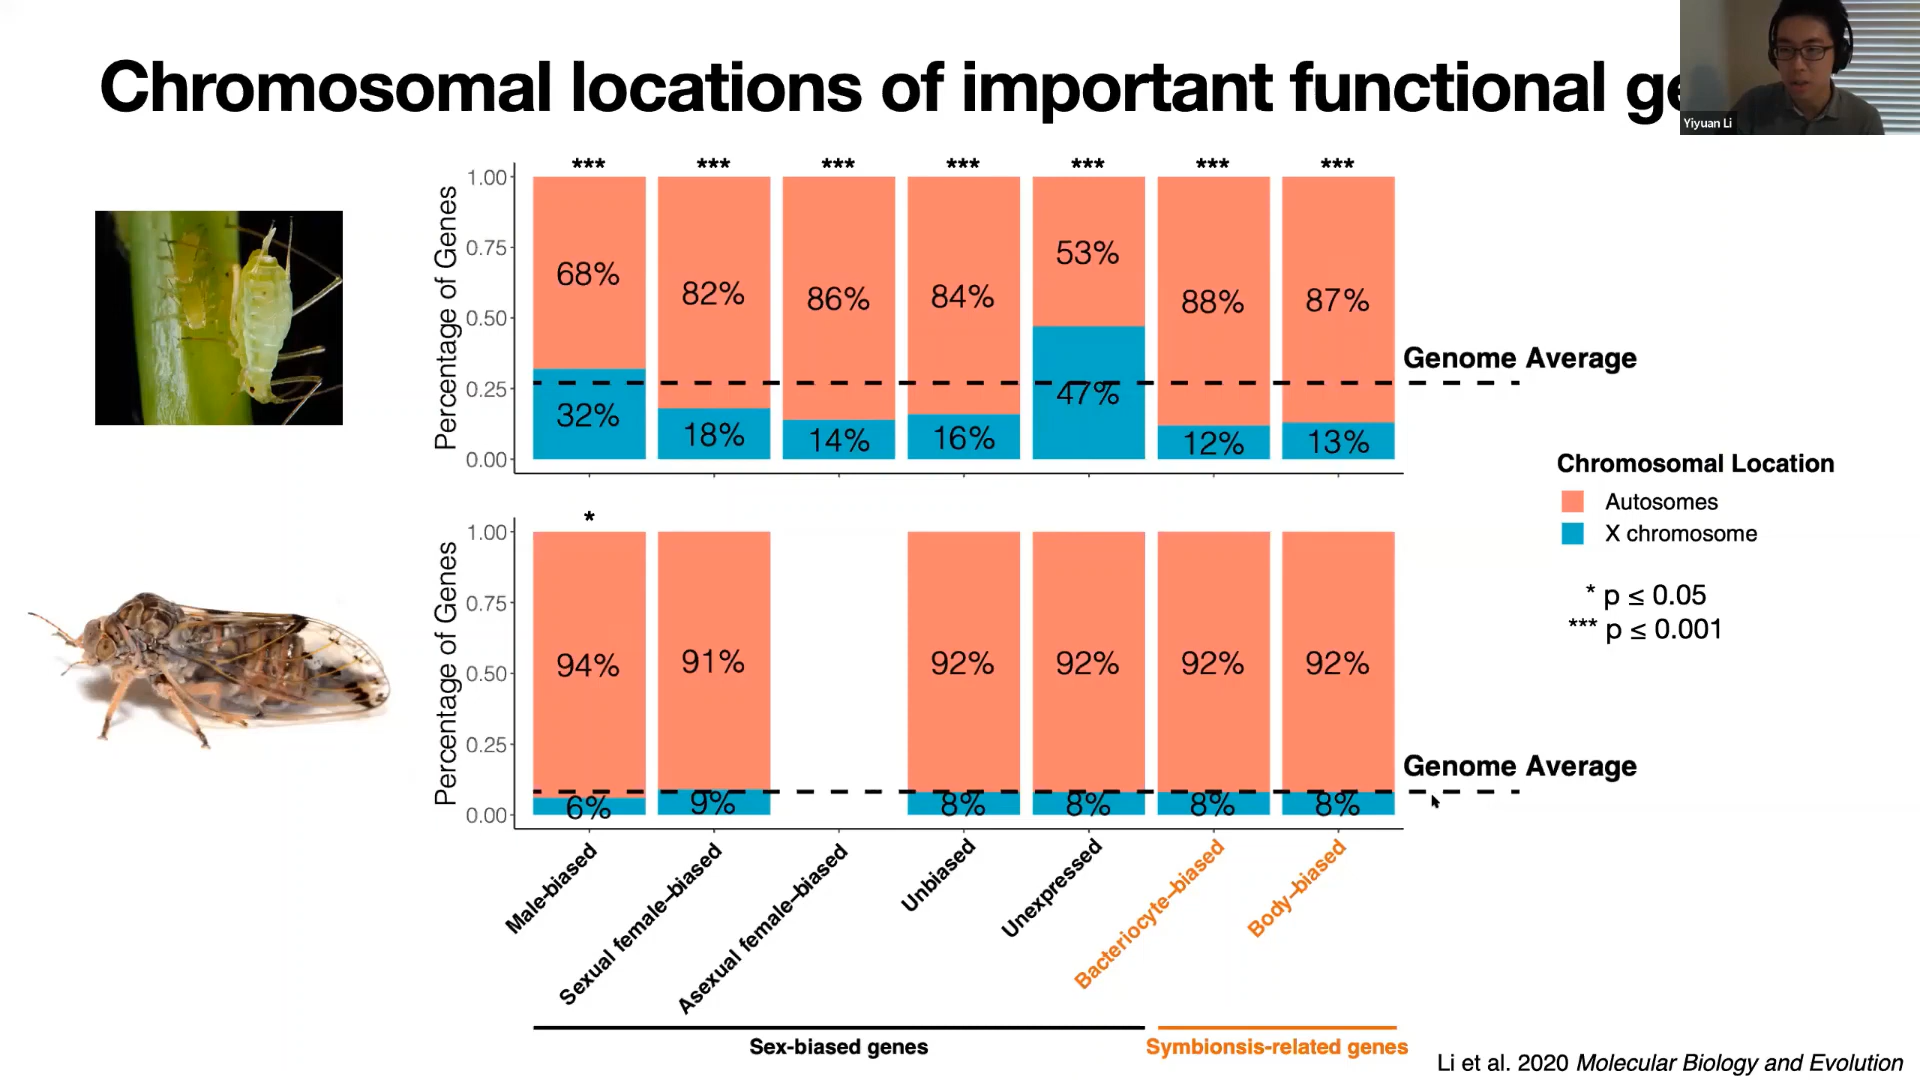 Chromosomal locations of important functional ge
Yiyuan Li
*** *** *** *** *** *** ***
Percentage of Genes
1.00
0.75
0.50
0.25
0.00
68% 82% 86% 84% 53% 88% 87%
32% 18% 14% 16% 47% 12% 13%
Genome Average
Chromosomal Location
Autosomes
X chromosome
* p ≤ 0.05
*** p ≤ 0.001
*
Percentage of Genes
1.00
0.75
0.50
0.25
0.00
94% 91% 92% 92% 92% 92%
6% 9% 8% 8% 8% 8%
Genome Average
Male-biased
Sexual female-biased
Asexual female-biased
Unbiased
Unexpressed
Bacteriocyte-biased
Body-biased
Sex-biased genes
Symbionsis-related genes
Li et al. 2020 Molecular Biology and Evolution